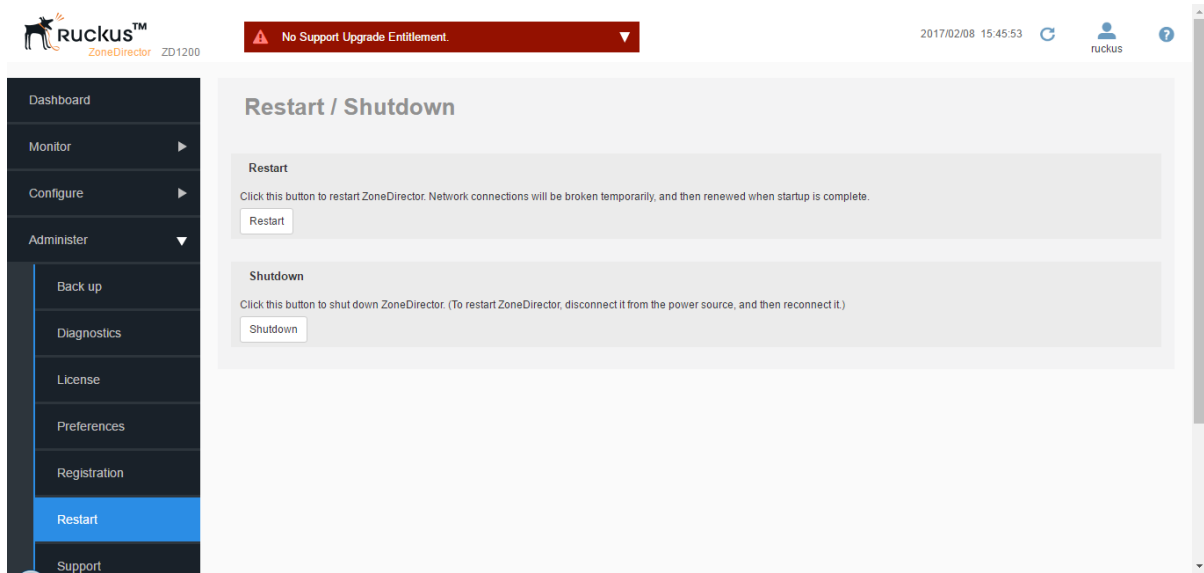 Ruckus™
ZoneDirector ZD1200
No Support Upgrade Entitlement.
2017/02/08 15:45:53
ruckus
Dashboard
Monitor
Configure
Administer
Back up
Diagnostics
License
Preferences
Registration
Restart
Support
Restart / Shutdown
Restart
Click this button to restart ZoneDirector. Network connections will be broken temporarily, and then renewed when startup is complete.
Restart
Shutdown
Click this button to shut down ZoneDirector. (To restart ZoneDirector, disconnect it from the power source, and then reconnect it.)
Shutdown